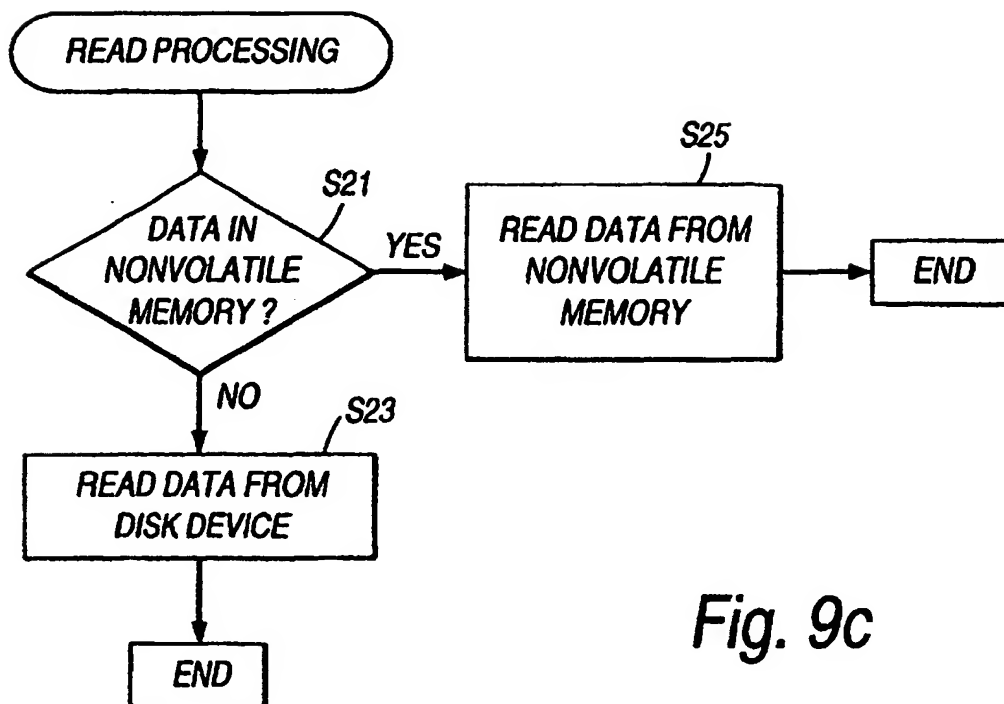 READ PROCESSING
S21
DATA IN
NONVOLATILE
MEMORY ?
YES
S25
READ DATA FROM
NONVOLATILE
MEMORY
END
NO
S23
READ DATA FROM
DISK DEVICE
END
Fig. 9c